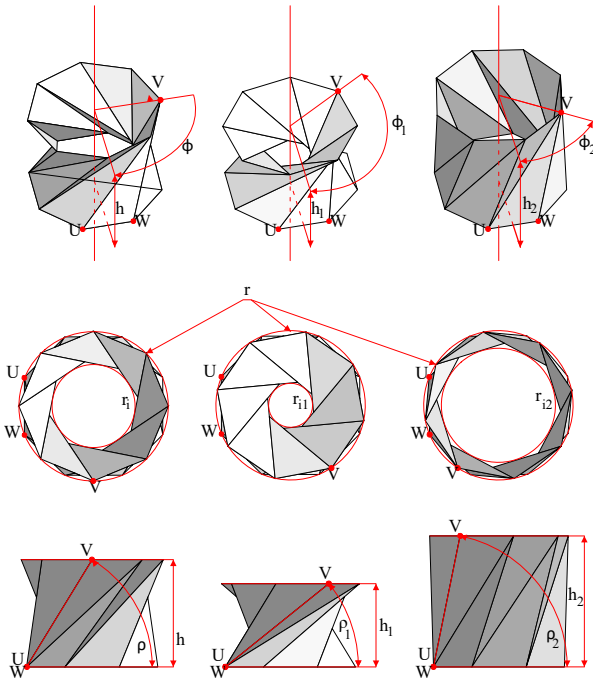 V V V
ϕ ϕ₁ ϕ₂
h h₁ h₂
U W U W U W
r
U U U
rᵢ rᵢ₁ rᵢ₂
W W W
V V V
V V V
ρ h ρ₁ h₁ ρ₂ h₂
U U U
W W W